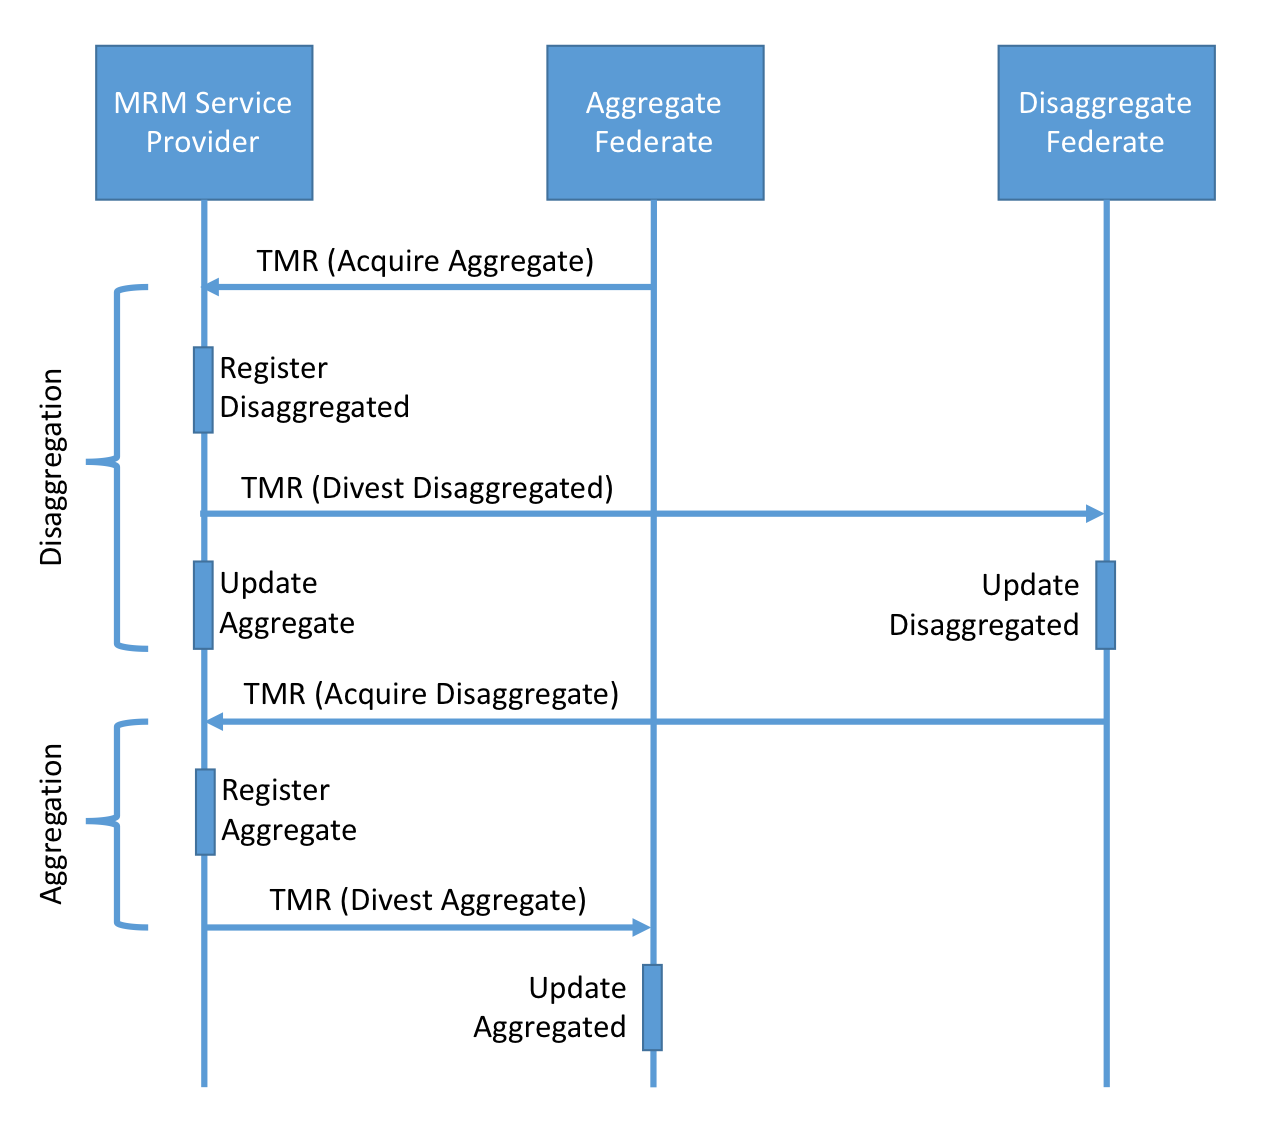 MRM Service
Provider
Aggregate
Federate
Disaggregate
Federate
TMR (Acquire Aggregate)
Disaggregation
Register
Disaggregated
TMR (Divest Disaggregated)
Update
Aggregate
Update
Disaggregated
TMR (Acquire Disaggregate)
Aggregation
Register
Aggregate
TMR (Divest Aggregate)
Update
Aggregated